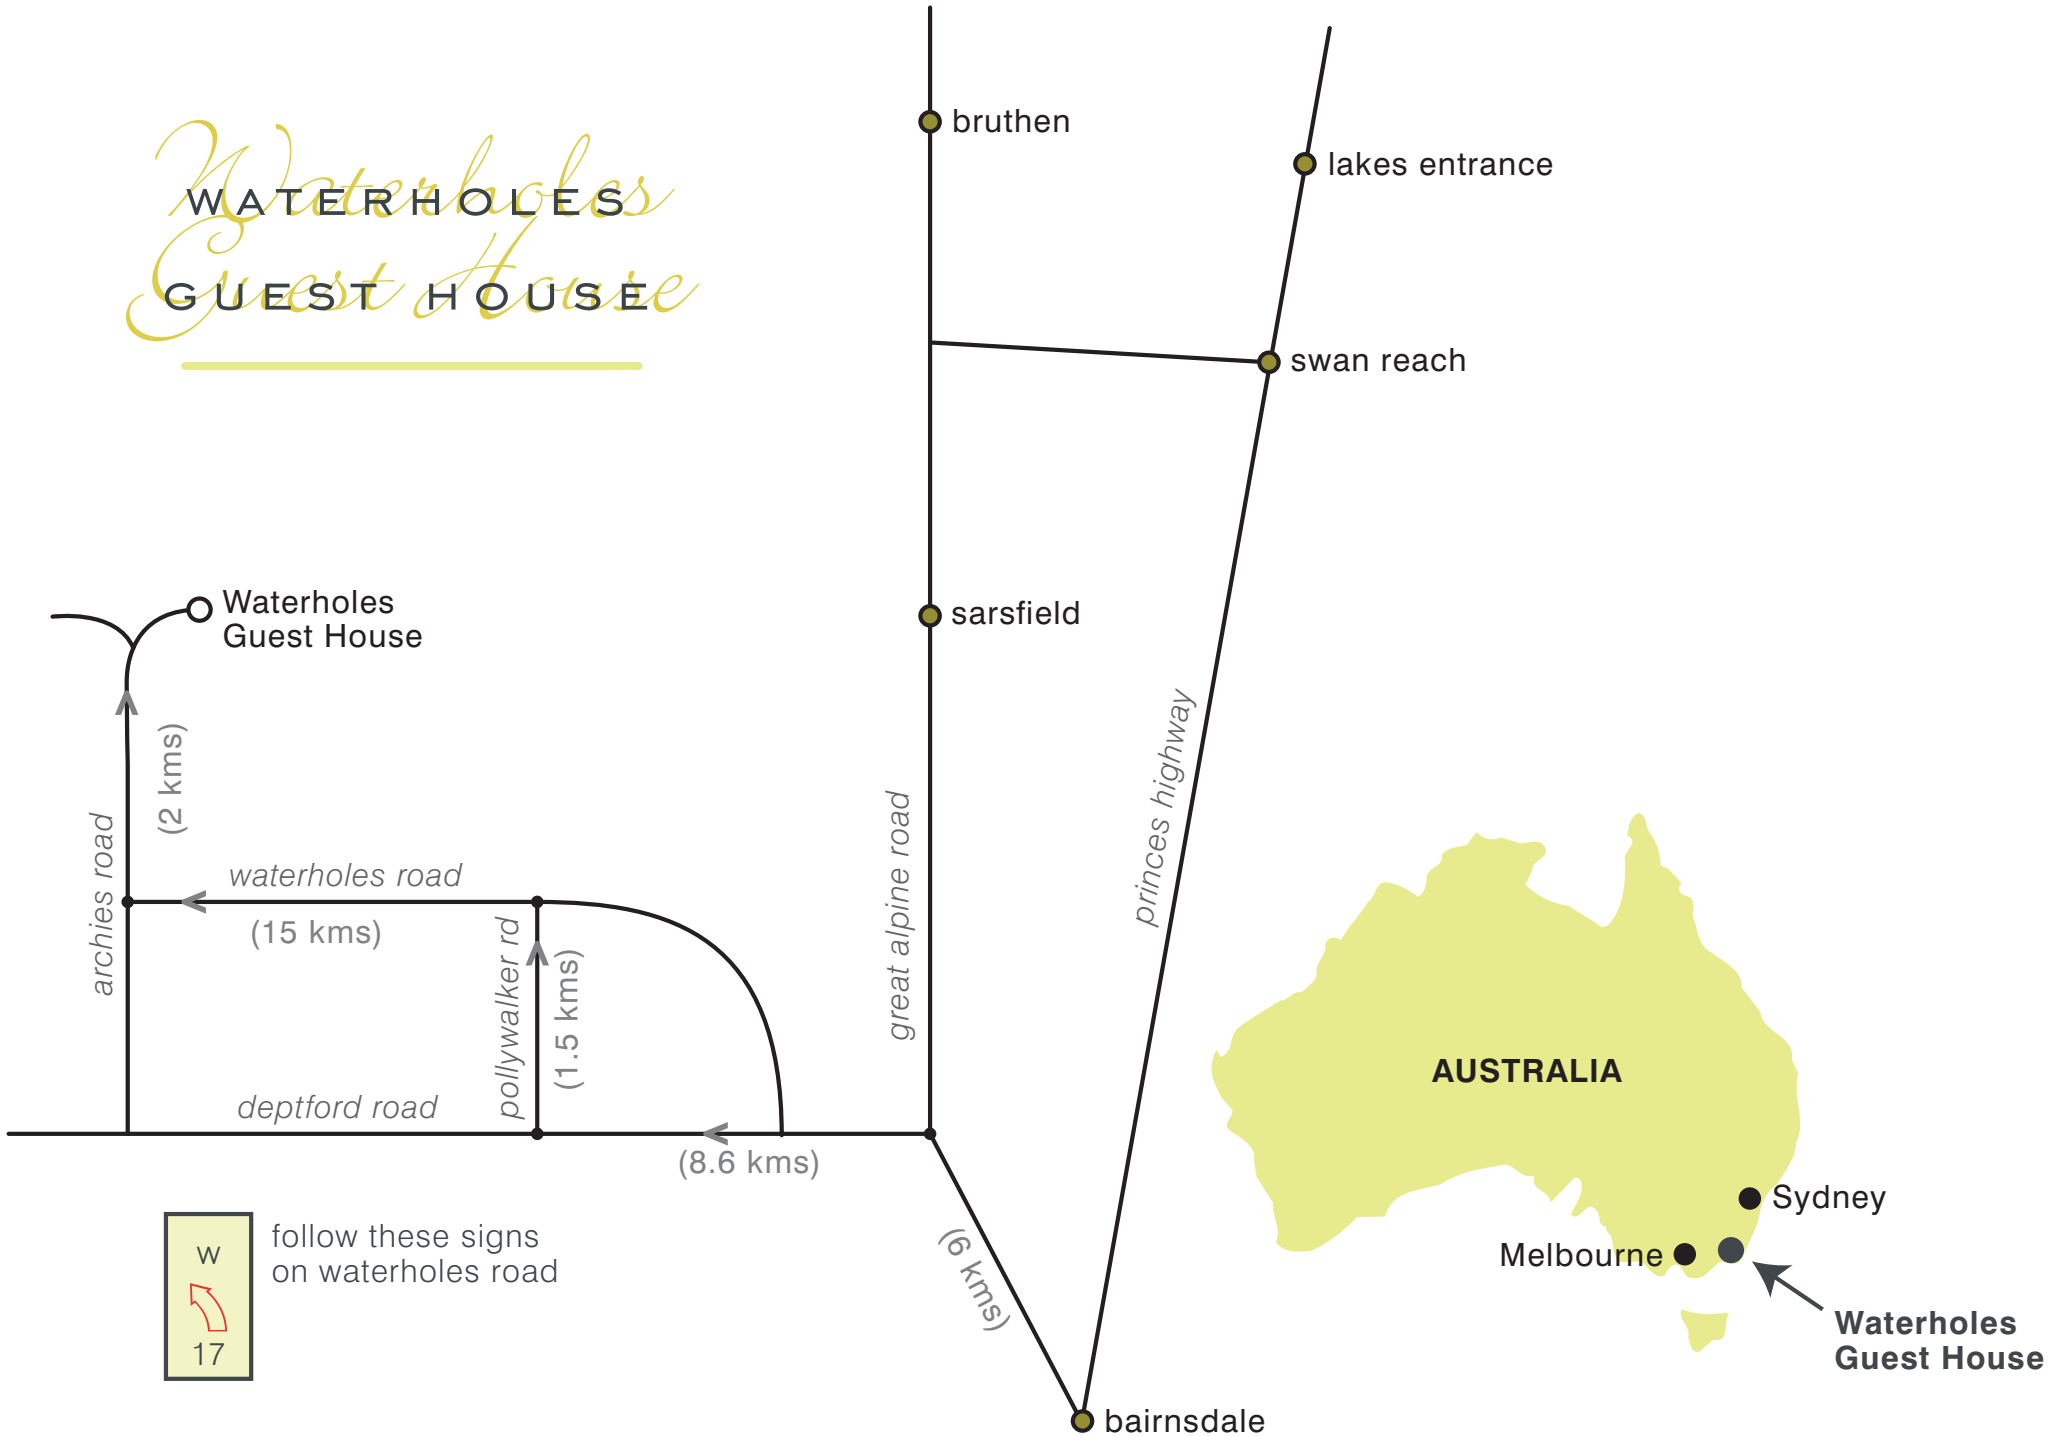 Waterholes
WATERHOLES
Guest House
GUEST HOUSE
bruthen
lakes entrance
swan reach
Waterholes
Guest House
sarsfield
(2 kms)
princes highway
archies road
great alpine road
waterholes road
(15 kms)
pollywalker rd
(1.5 kms)
deptford road
(8.6 kms)
AUSTRALIA
Sydney
Melbourne
Waterholes
Guest House
w
17
follow these signs
on waterholes road
(6 kms)
bairnsdale